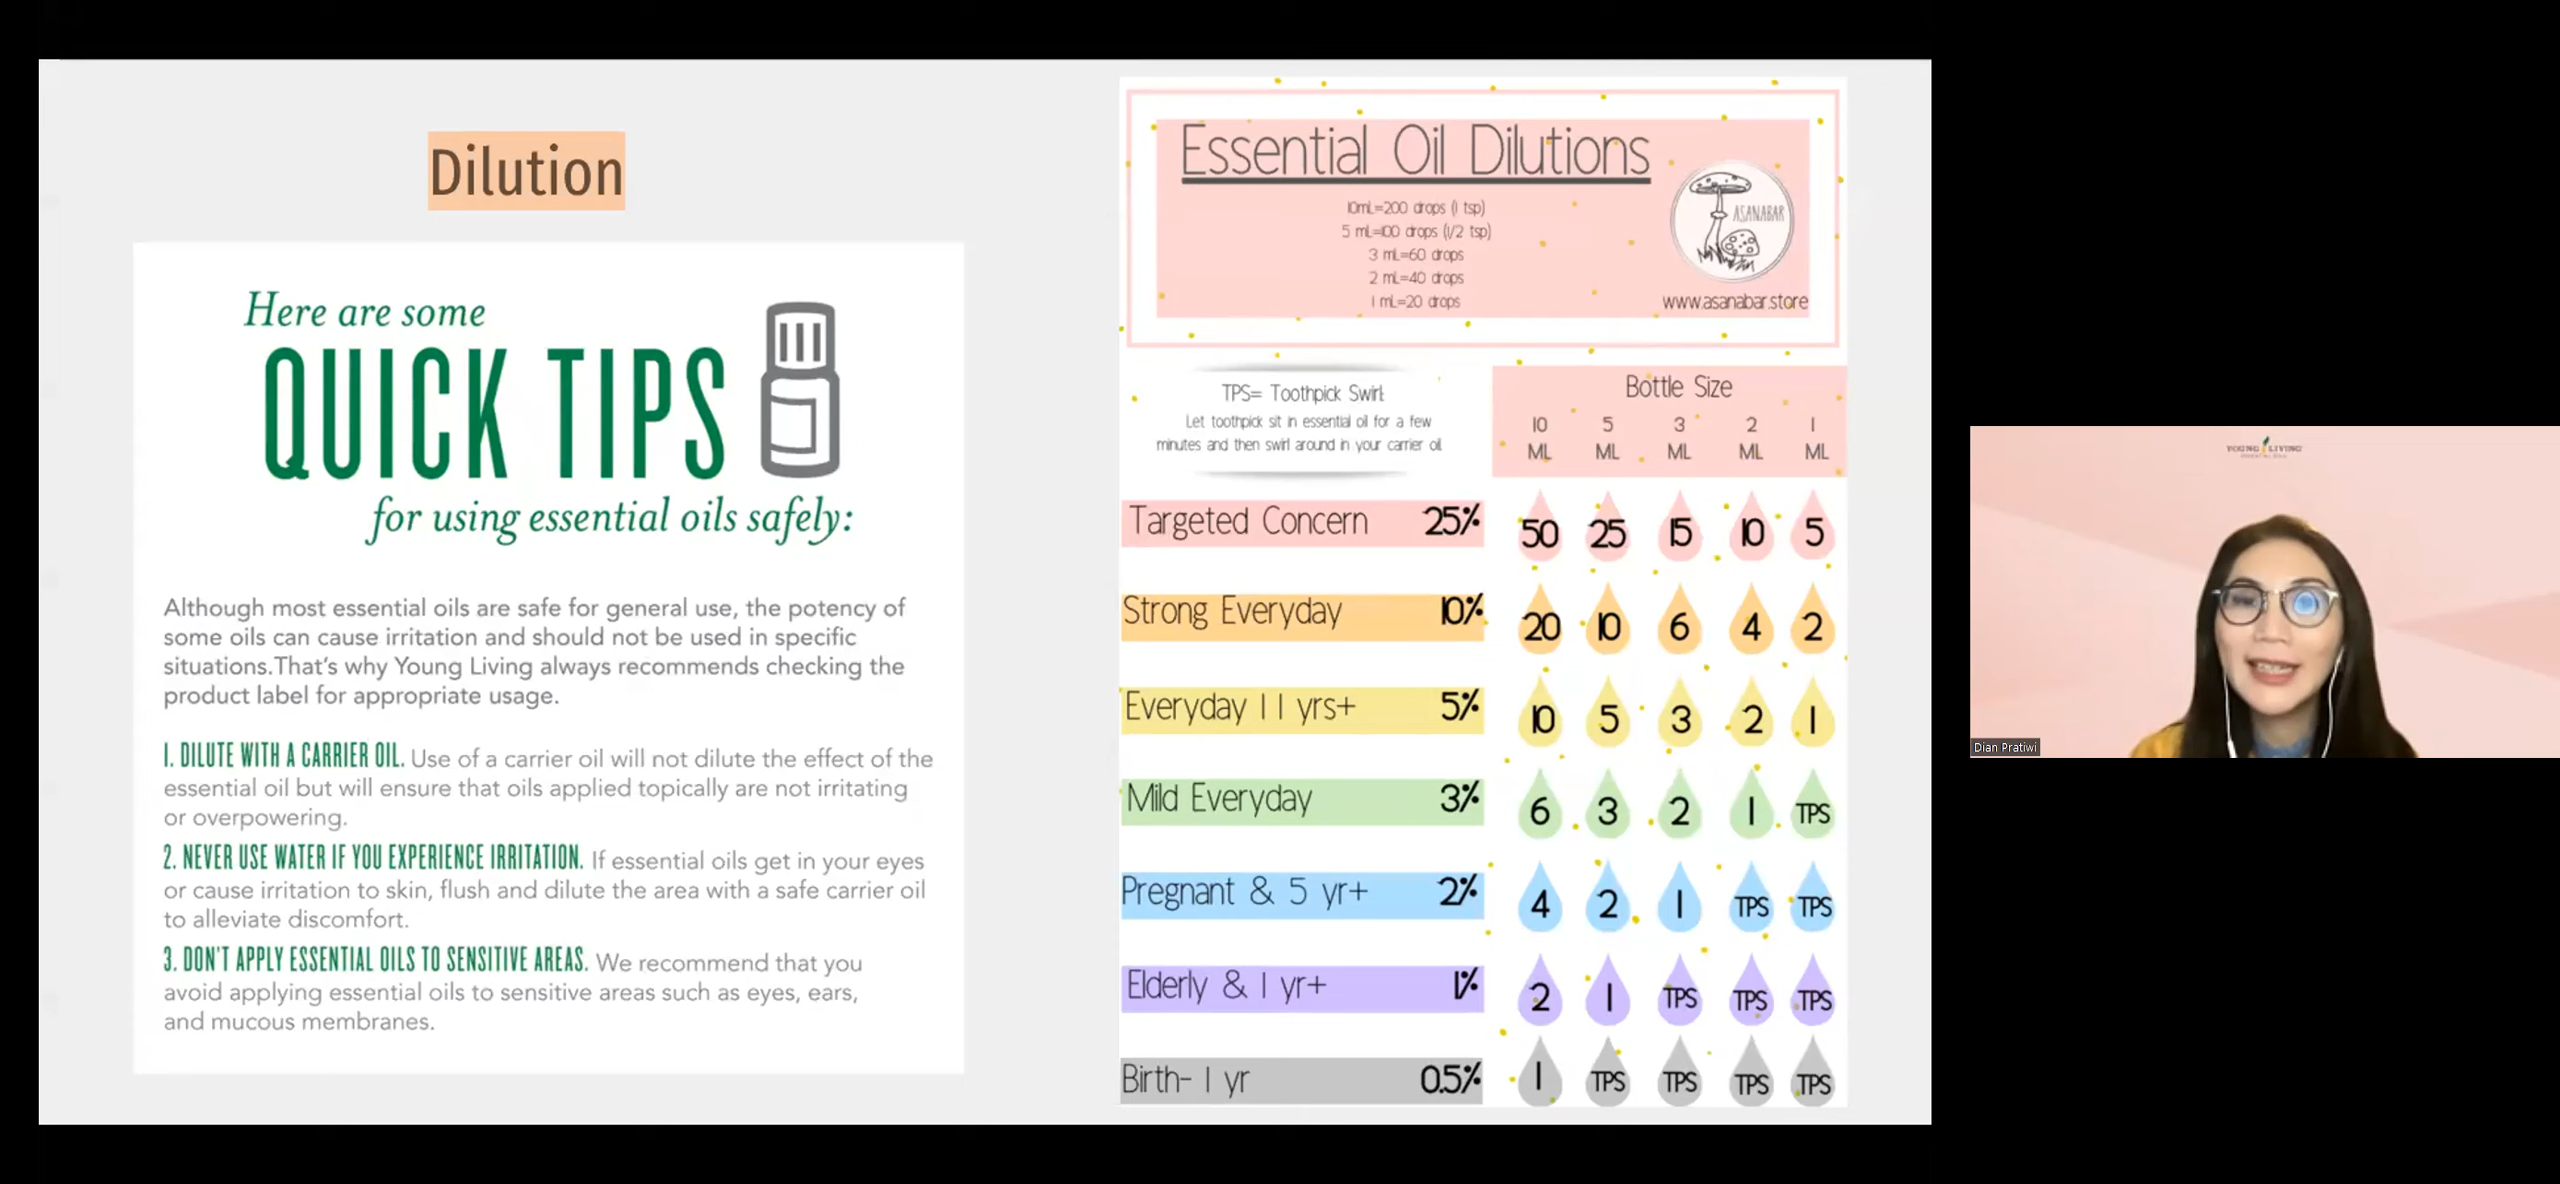 Dilution
Here are some
QUICK TIPS
for using essential oils safely:
Although most essential oils are safe for general use, the potency of
some oils can cause irritation and should not be used in specific
situations.That's why Young Living always recommends checking the
product label for appropriate usage.
1. DILUTE WITH A CARRIER OIL. Use of a carrier oil will not dilute the effect of the
essential oil but will ensure that oils applied topically are not irritating
or overpowering.
2. NEVER USE WATER IF YOU EXPERIENCE IRRITATION. If essential oils get in your eyes
or cause irritation to skin, flush and dilute the area with a safe carrier oil
to alleviate discomfort.
3. DON'T APPLY ESSENTIAL OILS TO SENSITIVE AREAS. We recommend that you
avoid applying essential oils to sensitive areas such as eyes, ears,
and mucous membranes.
Essential Oil Dilutions
10mL=200 drops (1 tsp)
5 mL=100 drops (1/2 tsp)
3 mL=60 drops
2 mL=40 drops
1 mL=20 drops
ASANABAR
www.asanabar.store
TPS= Toothpick Swirl:
Let toothpick sit in essential oil for a few
minutes and then swirl around in your carrier oil.
Bottle Size
10 5 3 2 1
ML ML ML ML ML
Targeted Concern 25% 50 25 15 10 5
Strong Everyday 10% 20 10 6 4 2
Everyday 11 yrs+ 5% 10 5 3 2 1
Mild Everyday 3% 6 3 2 1 TPS
Pregnant & 5 yr+ 2% 4 2 1 TPS TPS
Elderly & 1 yr+ 1% 2 1 TPS TPS TPS
Birth- 1 yr 0.5% 1 TPS TPS TPS TPS
YOUNG LIVING
Dian Pratiwi